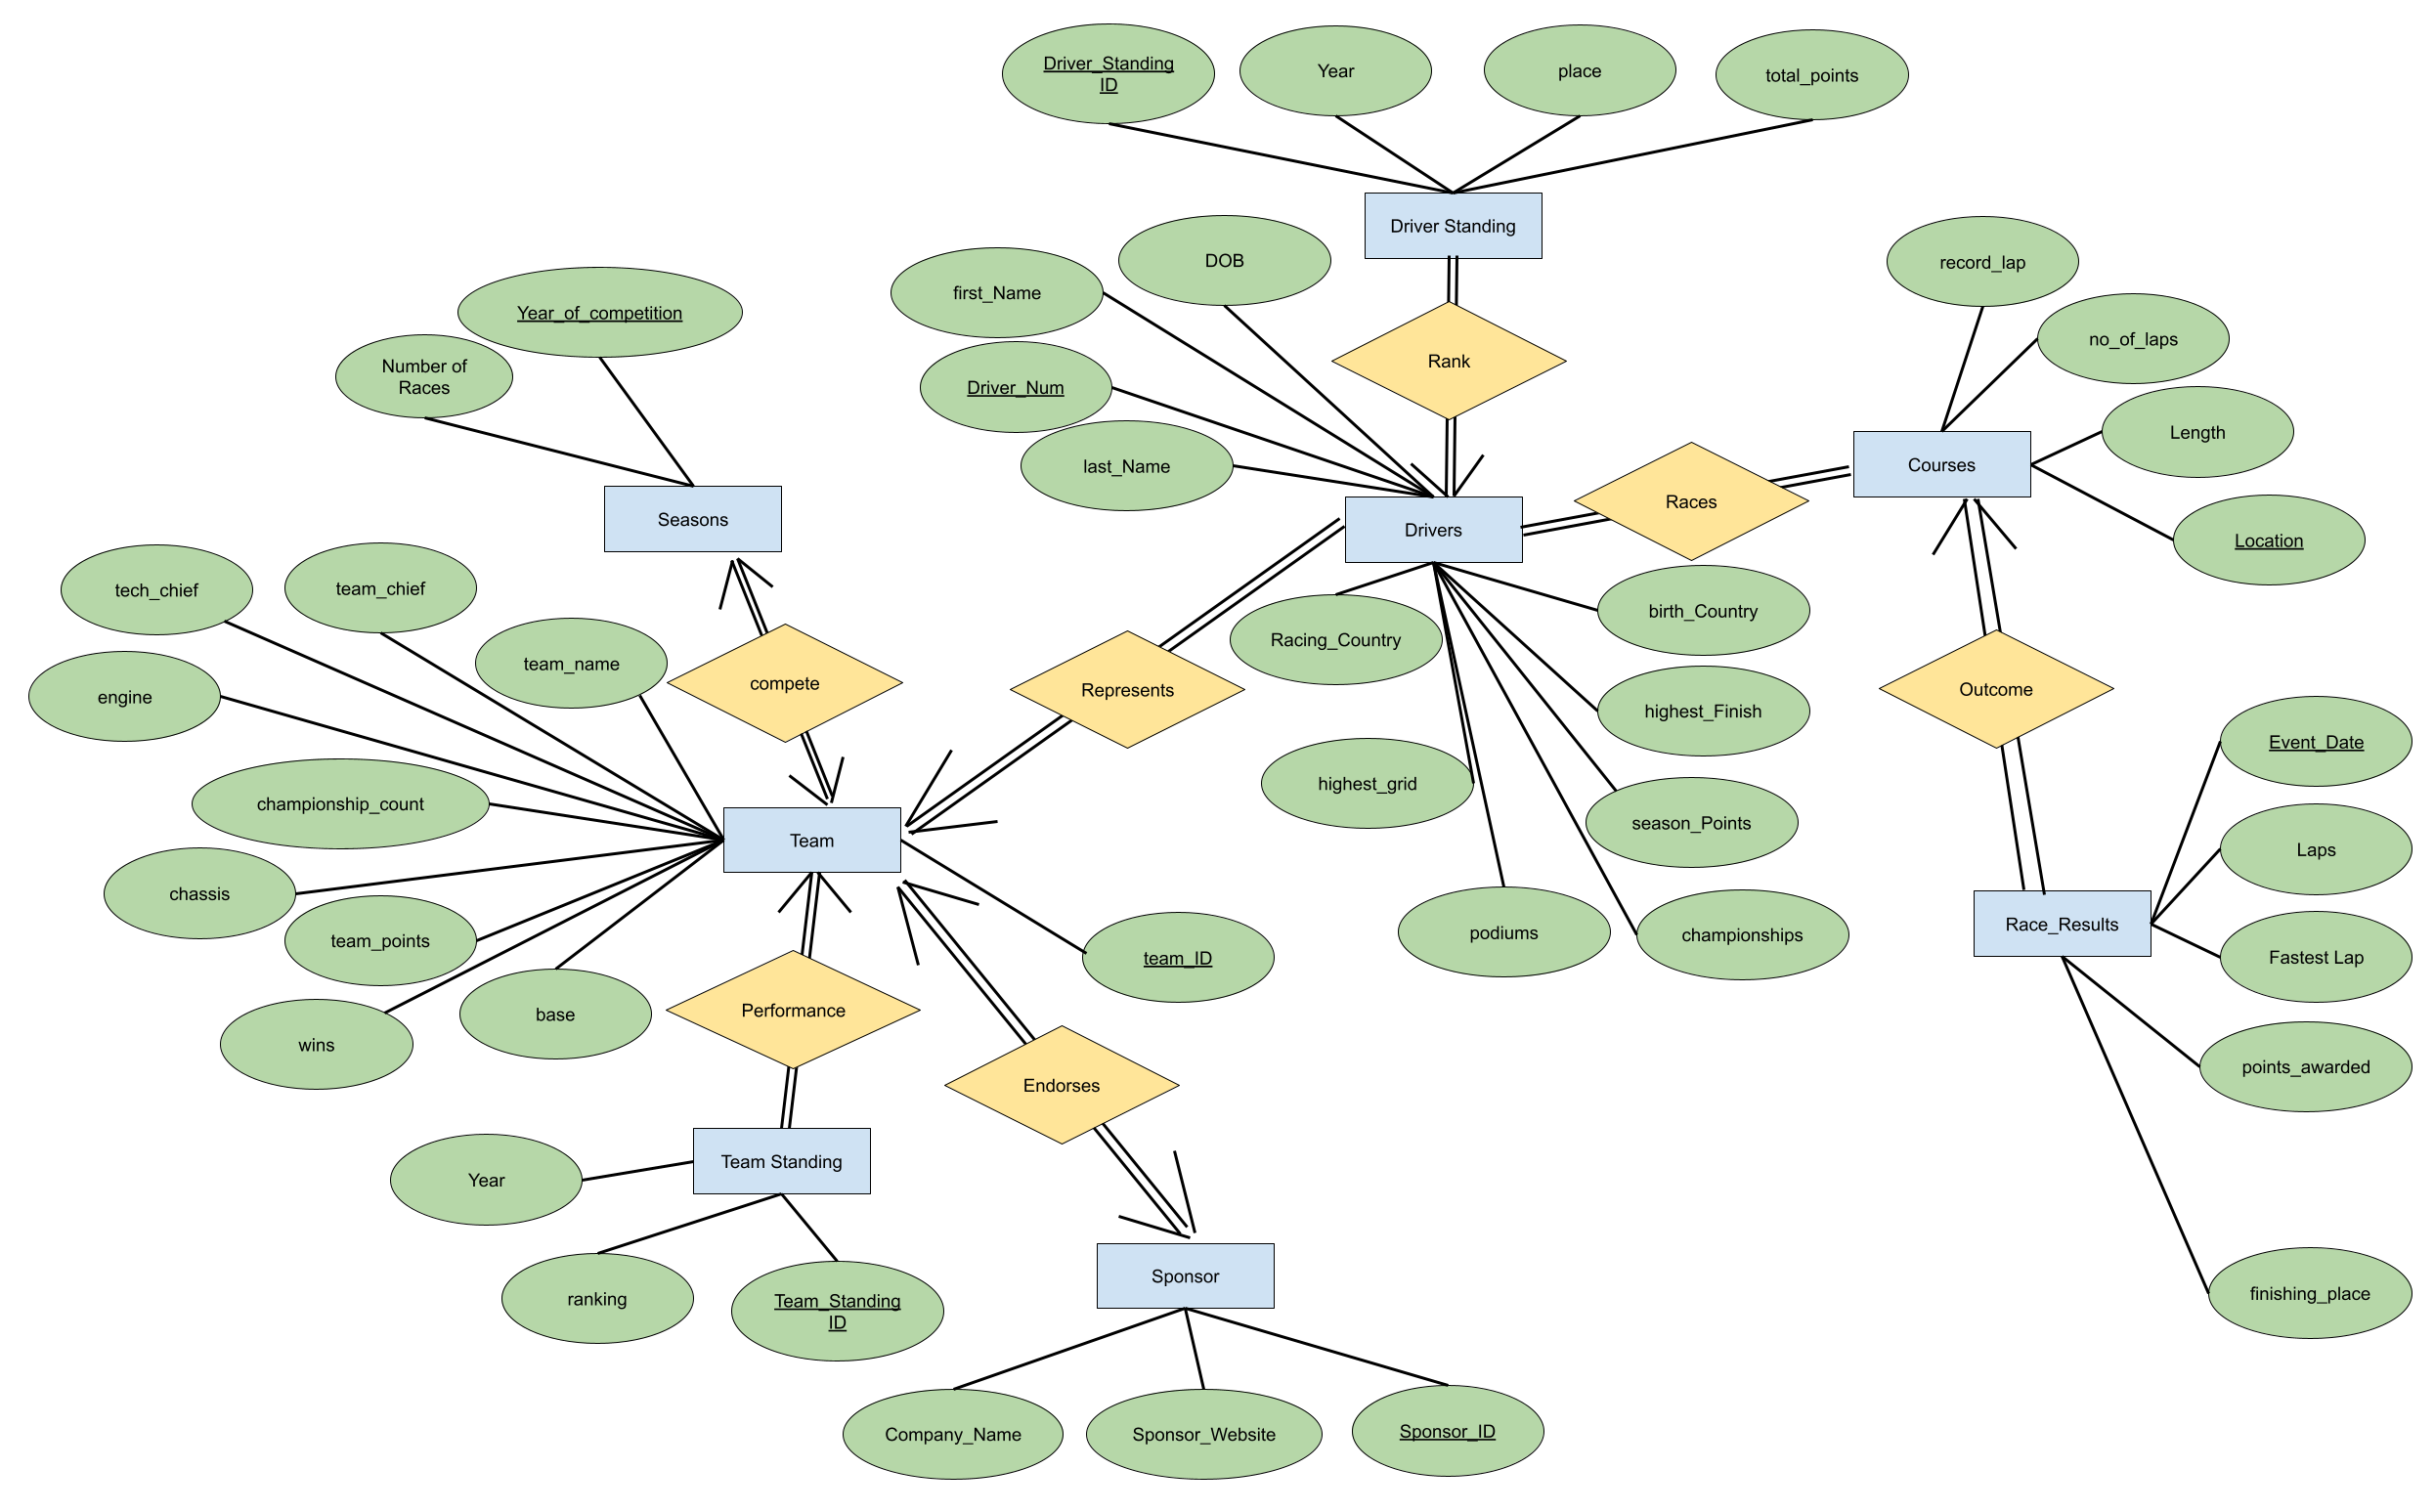 Driver_Standing
ID
Year
place
total_points
Driver Standing
DOB
record_lap
first_Name
Year_of_competition
no_of_laps
Rank
Number of
Races
Driver_Num
Length
last_Name
Courses
Races
Seasons
Drivers
Location
tech_chief
team_chief
birth_Country
Racing_Country
team_name
compete
Represents
Outcome
engine
highest_Finish
Event_Date
highest_grid
championship_count
season_Points
Team
Laps
chassis
Race_Results
podiums
championships
team_points
team_ID
Fastest Lap
Performance
base
wins
points_awarded
Endorses
Team Standing
Year
Sponsor
finishing_place
ranking
Team_Standing
ID
Company_Name
Sponsor_Website
Sponsor_ID